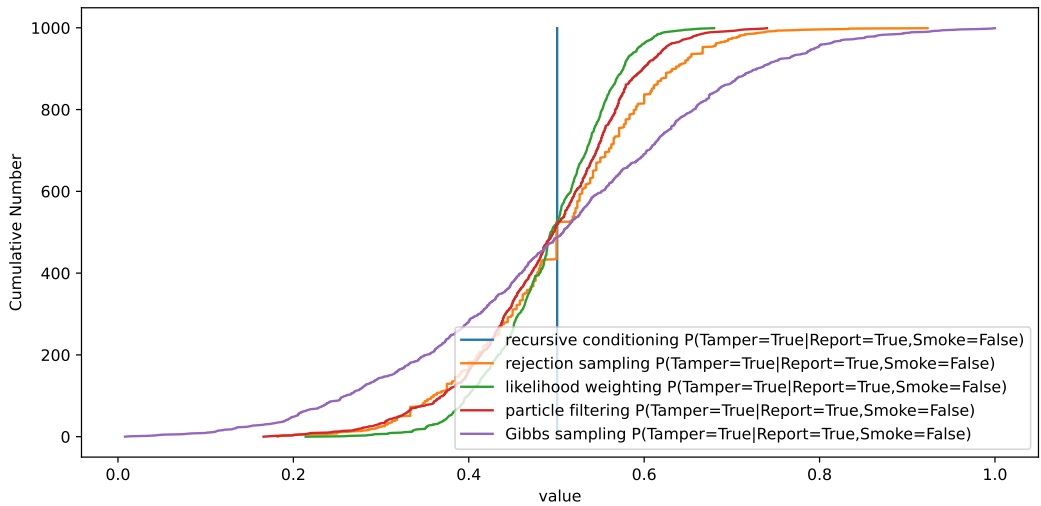 1000
800
600
400
200
0
Cumulative Number
recursive conditioning P(Tamper=True|Report=True,Smoke=False)
rejection sampling P(Tamper=True|Report=True,Smoke=False)
likelihood weighting P(Tamper=True|Report=True,Smoke=False)
particle filtering P(Tamper=True|Report=True,Smoke=False)
Gibbs sampling P(Tamper=True|Report=True,Smoke=False)
0.0 0.2 0.4 0.6 0.8 1.0
value